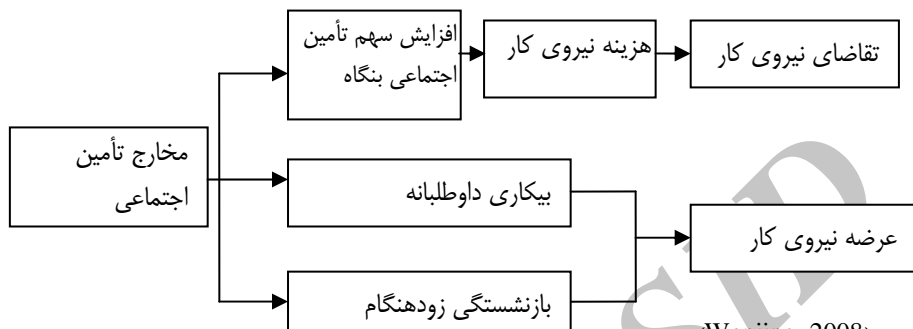 افزایش سهم تأمین
اجتماعی بنگاه
هزینه نیروی کار
تقاضای نیروی کار
مخارج تأمین
اجتماعی
بیکاری داوطلبانه
عرضه نیروی کار
بازنشستگی زودهنگام